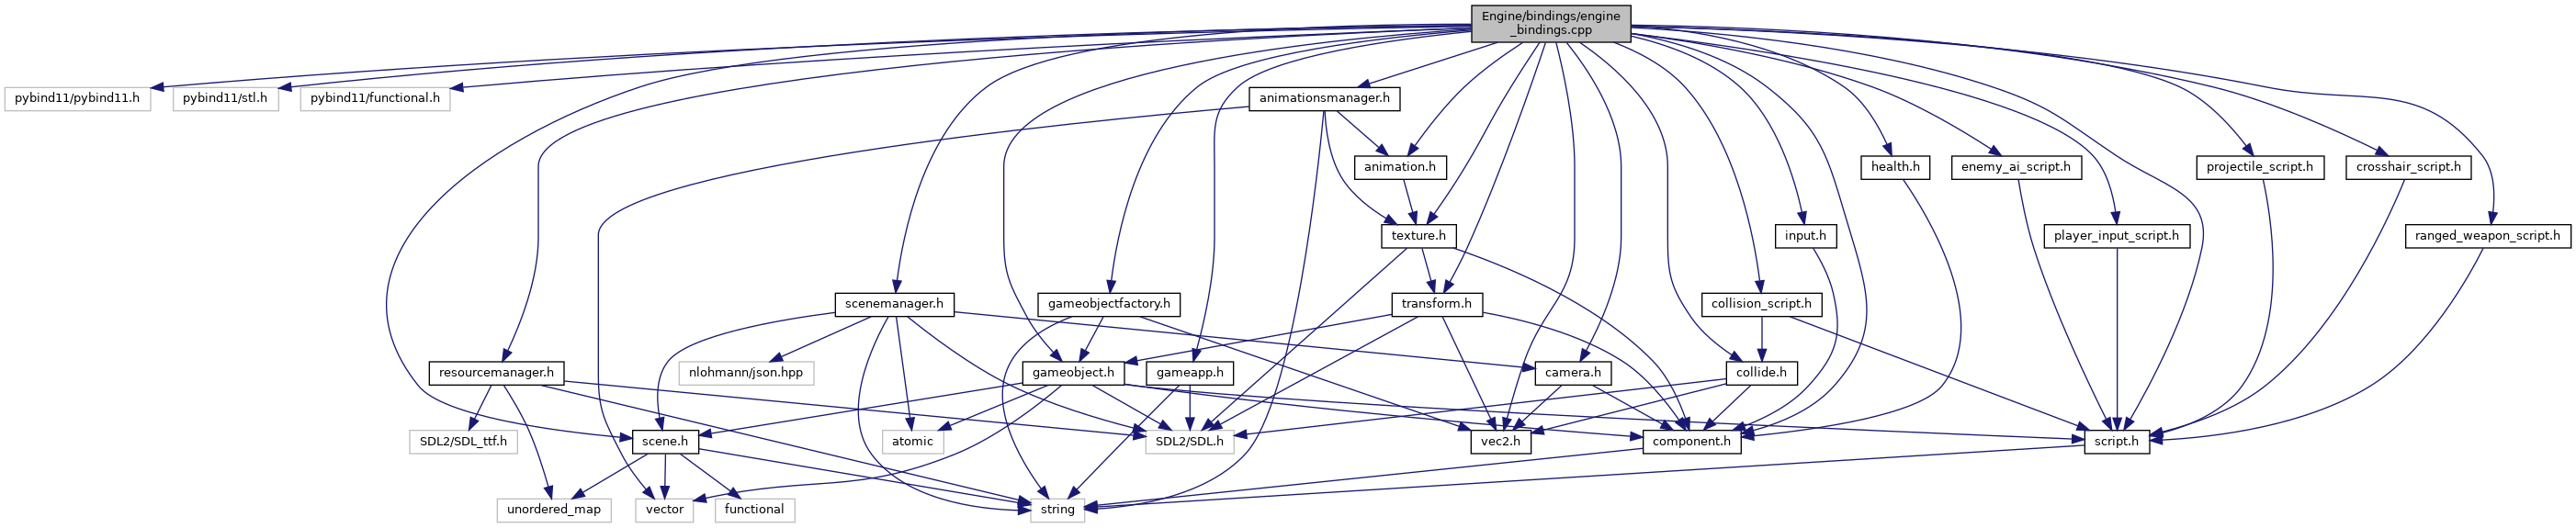 Engine/bindings/engine
_bindings.cpp
pybind11/pybind11.h
pybind11/stl.h
pybind11/functional.h
animationsmanager.h
animation.h
health.h
enemy_ai_script.h
projectile_script.h
crosshair_script.h
texture.h
input.h
player_input_script.h
ranged_weapon_script.h
scenemanager.h
gameobjectfactory.h
transform.h
collision_script.h
resourcemanager.h
nlohmann/json.hpp
gameobject.h
gameapp.h
camera.h
collide.h
SDL2/SDL_ttf.h
scene.h
atomic
SDL2/SDL.h
vec2.h
component.h
script.h
unordered_map
vector
functional
string